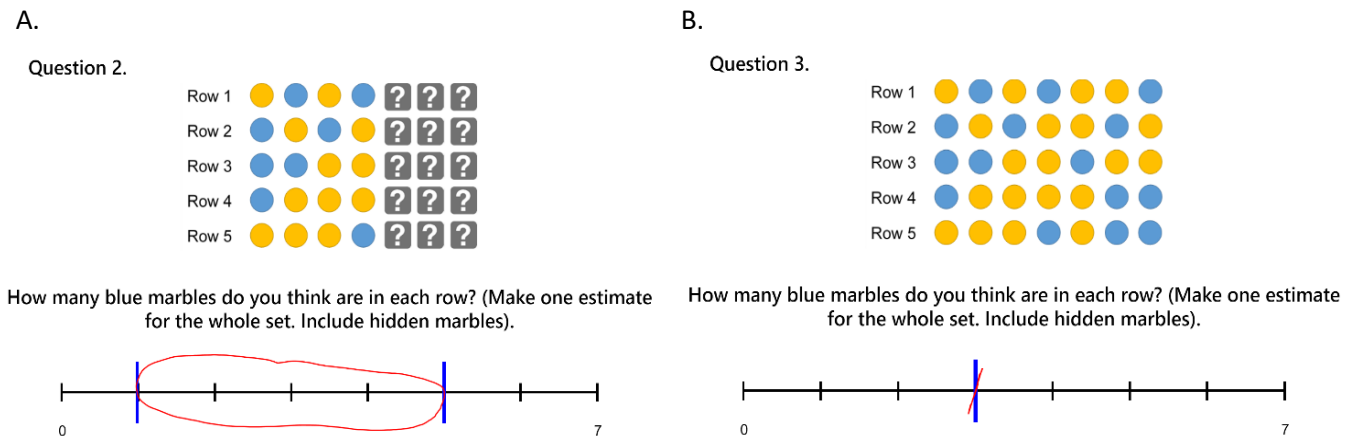 A.
Question 2.
Row 1 ? ? ?
Row 2 ? ? ?
Row 3 ? ? ?
Row 4 ? ? ?
Row 5 ? ? ?
How many blue marbles do you think are in each row? (Make one estimate
for the whole set. Include hidden marbles).
0 7
B.
Question 3.
Row 1
Row 2
Row 3
Row 4
Row 5
How many blue marbles do you think are in each row? (Make one estimate
for the whole set. Include hidden marbles).
0 7